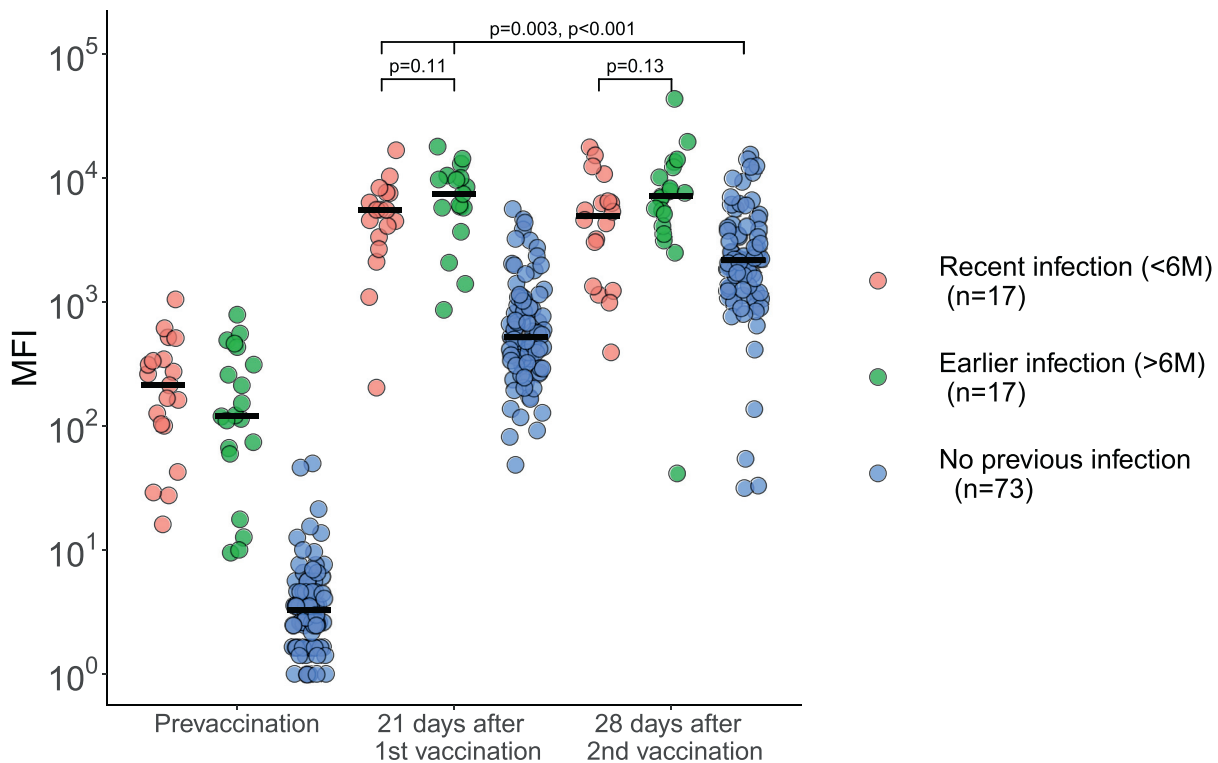 p=0.003, p<0.001
p=0.11
p=0.13
MFI
10^5
10^4
10^3
10^2
10^1
10^0
Prevaccination
21 days after
1st vaccination
28 days after
2nd vaccination
Recent infection (<6M)
(n=17)
Earlier infection (>6M)
(n=17)
No previous infection
(n=73)